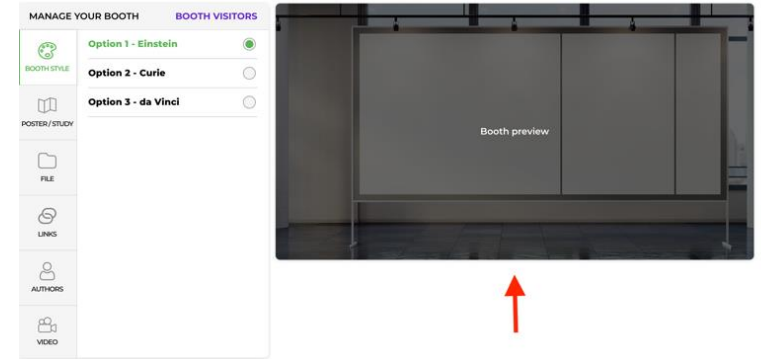 MANAGE YOUR BOOTH
BOOTH VISITORS
BOOTH STYLE
Option 1 - Einstein
Option 2 - Curie
Option 3 - da Vinci
POSTER / STUDY
FILE
LINKS
AUTHORS
VIDEO
Booth preview